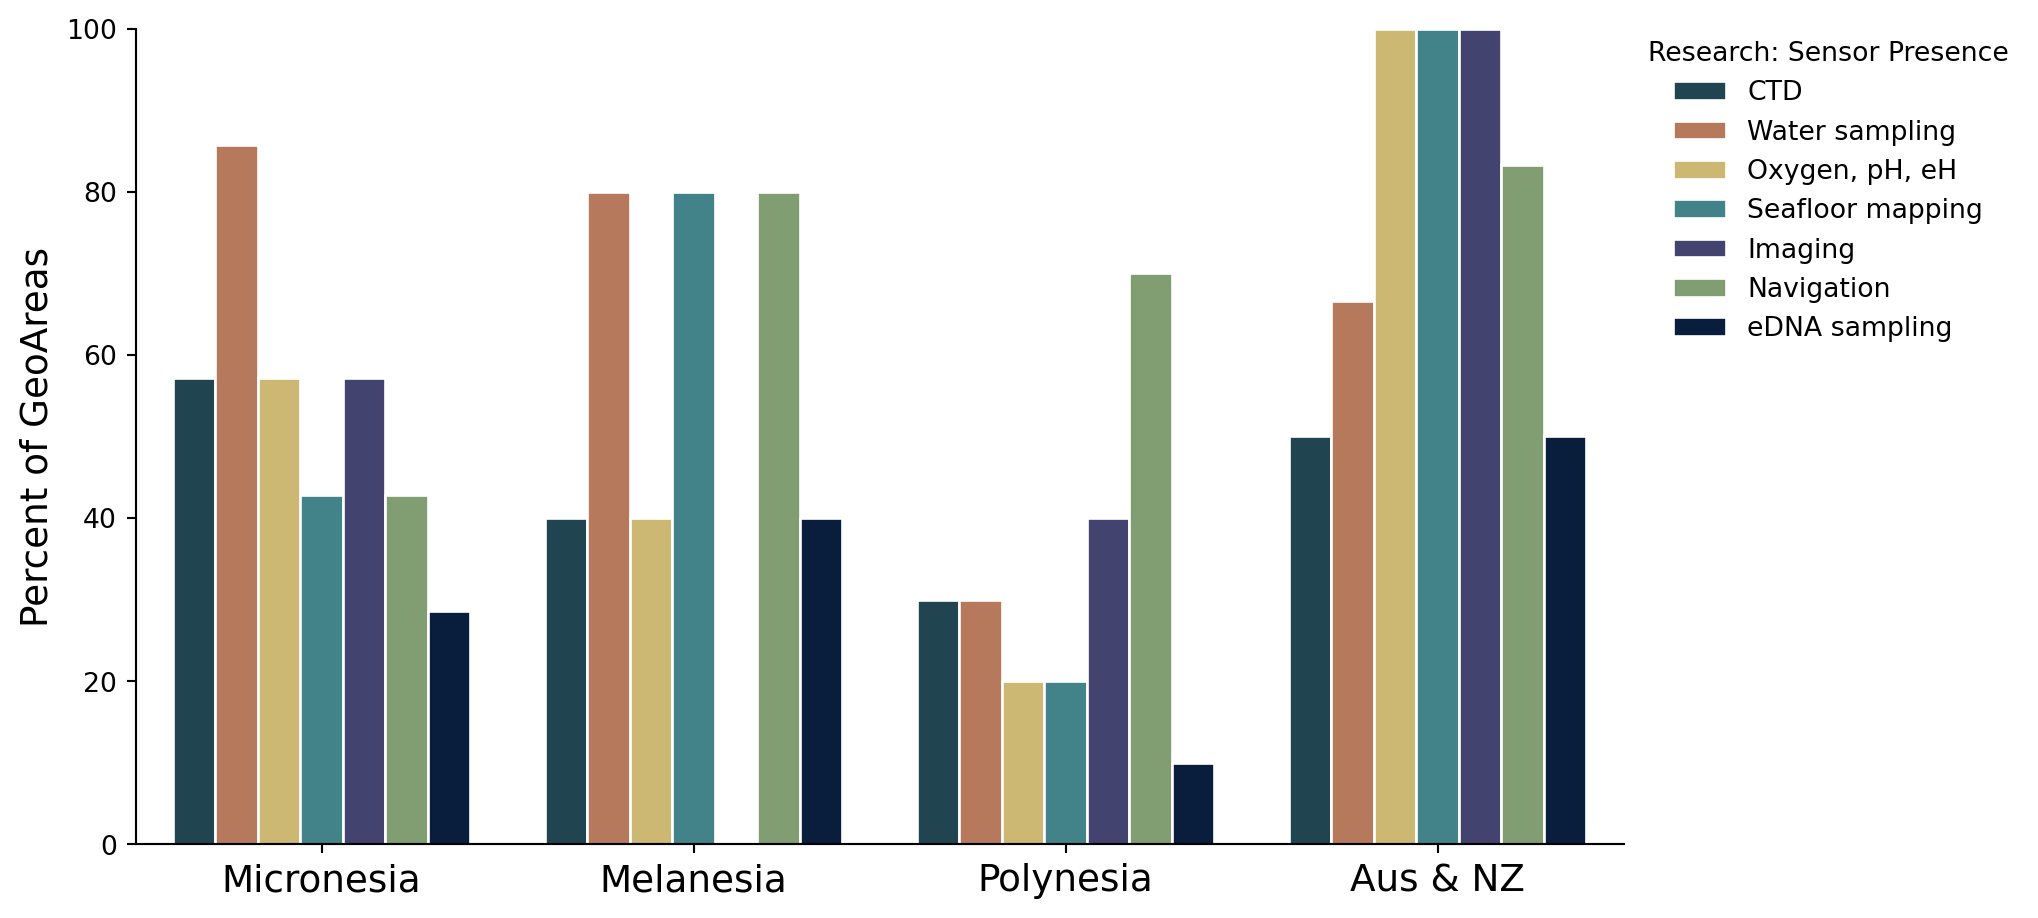 100
80
60
40
20
0
Percent of GeoAreas
Micronesia
Melanesia
Polynesia
Aus & NZ
Research: Sensor Presence
CTD
Water sampling
Oxygen, pH, eH
Seafloor mapping
Imaging
Navigation
eDNA sampling